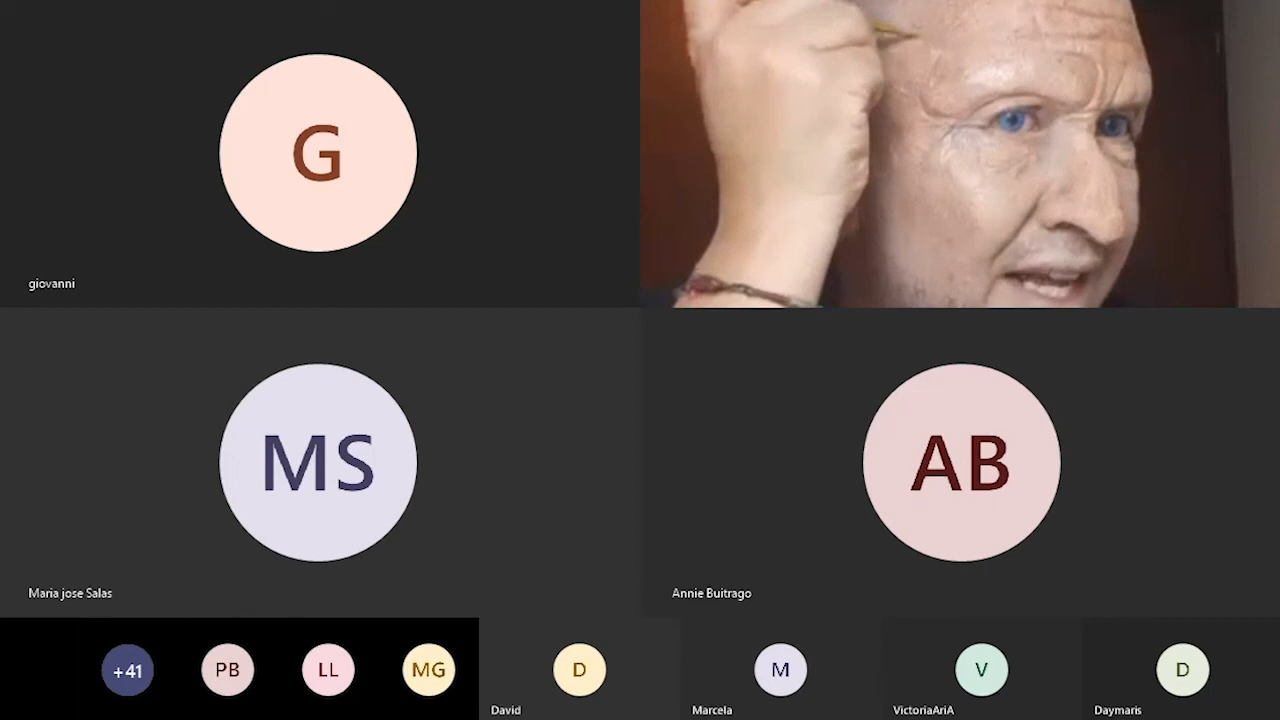 G
giovanni
MS
Maria jose Salas
AB
Annie Buitrago
+41
PB
LL
MG
D
David
M
Marcela
V
VictoriaAriA
D
Daymaris